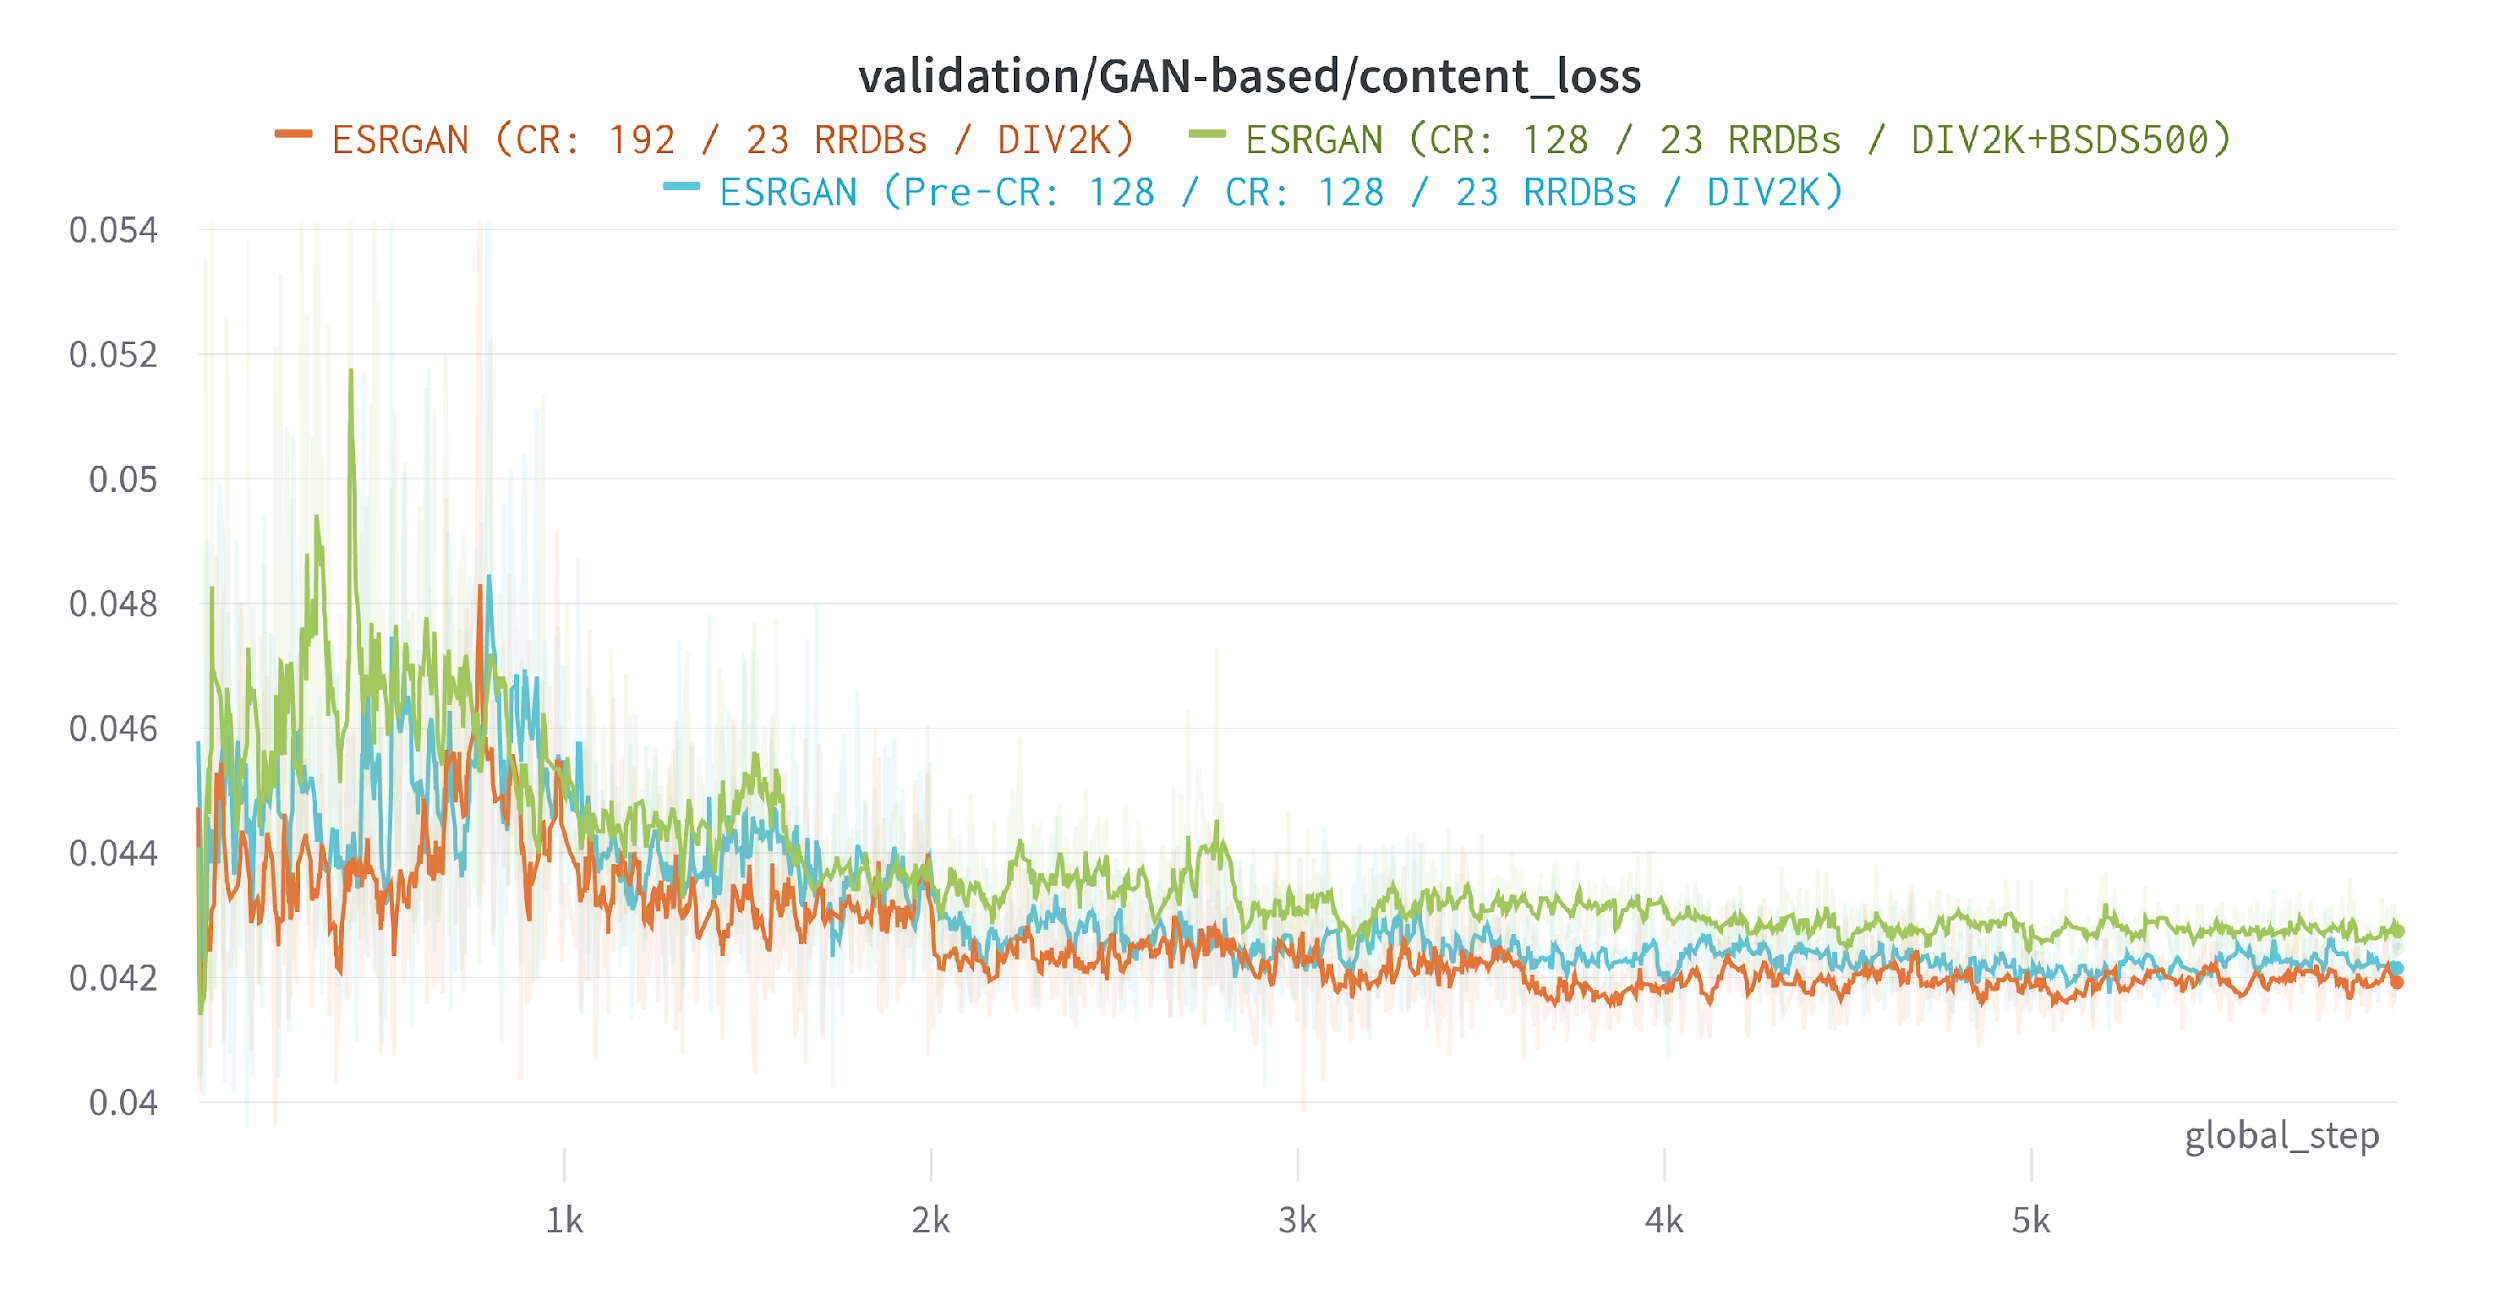 validation/GAN-based/content_loss
ESRGAN (CR: 192 / 23 RRDBs / DIV2K) ESRGAN (CR: 128 / 23 RRDBs / DIV2K+BSDS500)
ESRGAN (Pre-CR: 128 / CR: 128 / 23 RRDBs / DIV2K)
0.054
0.052
0.05
0.048
0.046
0.044
0.042
0.04
global_step
1k 2k 3k 4k 5k